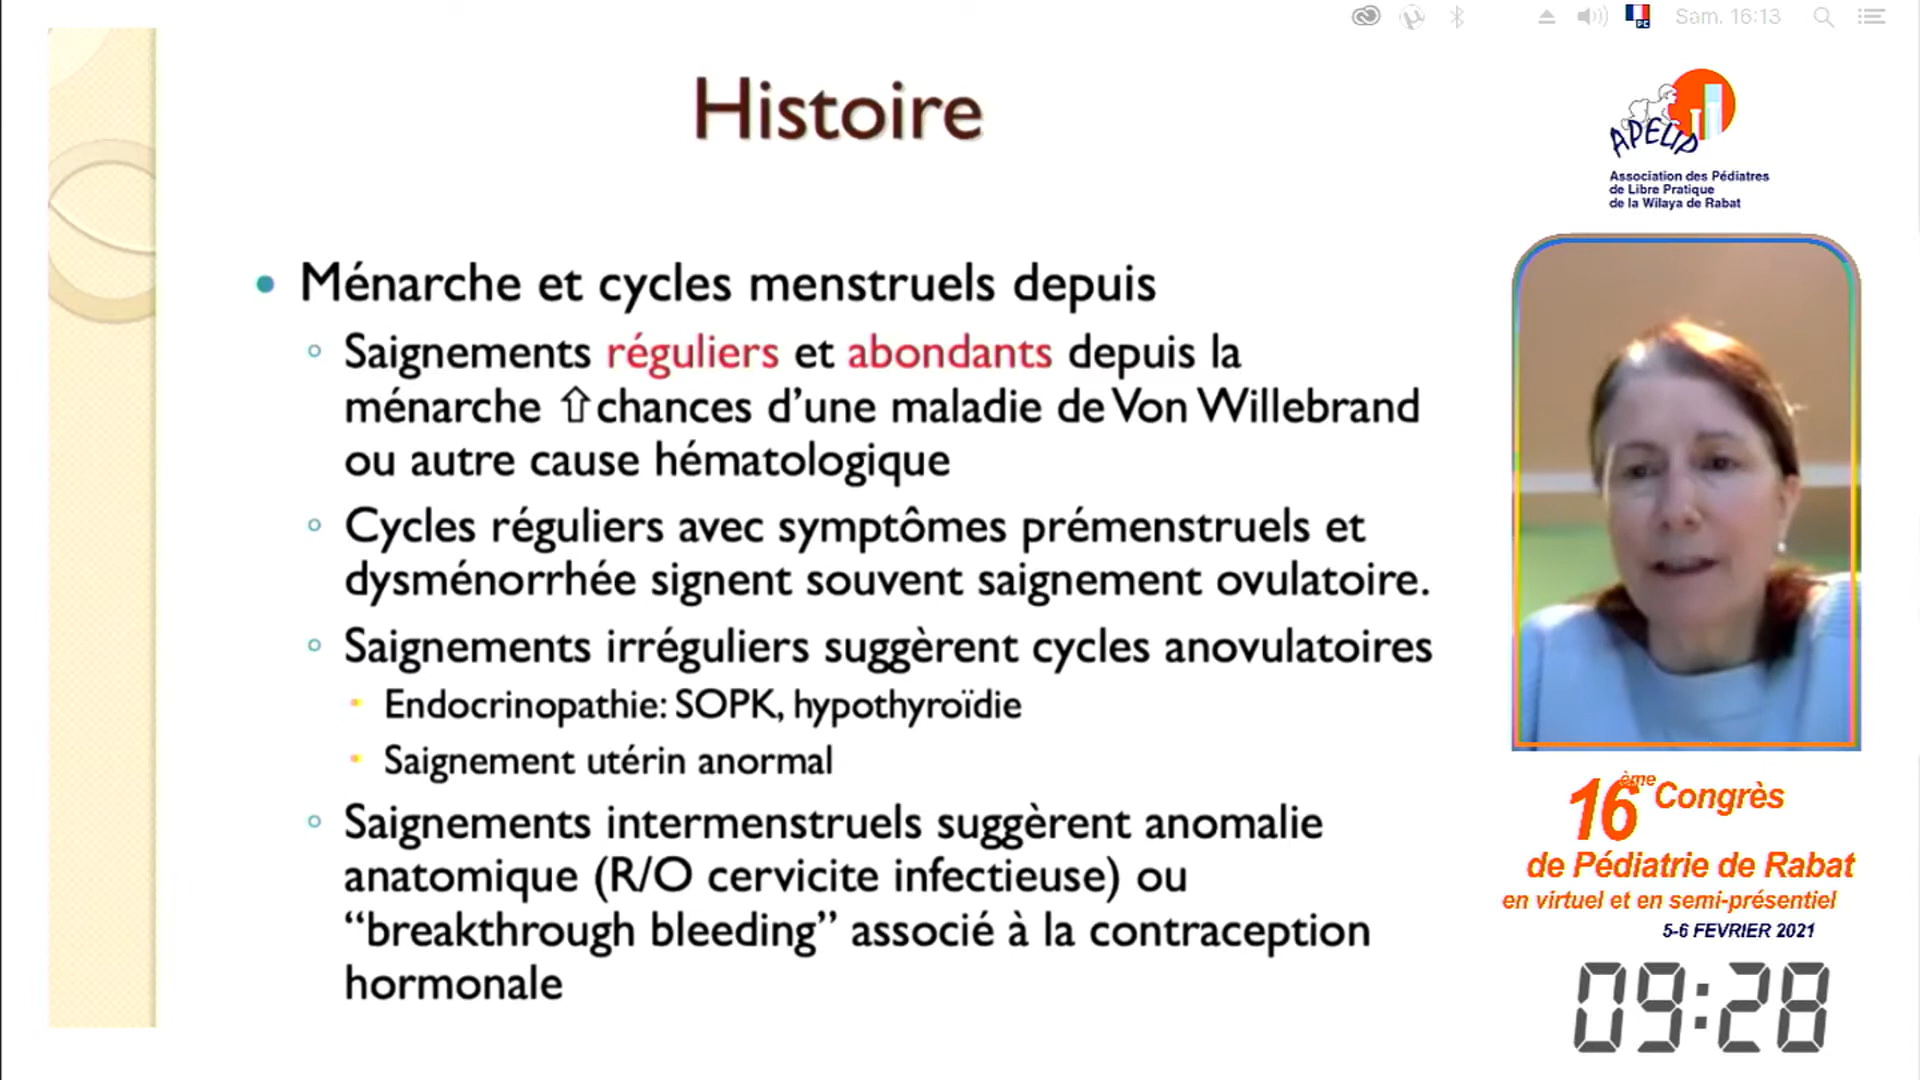 Sam. 16:13
Histoire
APELIP
Association des Pédiatres
de Libre Pratique
de la Wilaya de Rabat
• Ménarche et cycles menstruels depuis
◦ Saignements réguliers et abondants depuis la
ménarche ⇧ chances d’une maladie de Von Willebrand
ou autre cause hématologique
◦ Cycles réguliers avec symptômes prémenstruels et
dysménorrhée signent souvent saignement ovulatoire.
◦ Saignements irréguliers suggèrent cycles anovulatoires
Endocrinopathie: SOPK, hypothyroïdie
Saignement utérin anormal
◦ Saignements intermenstruels suggèrent anomalie
anatomique (R/O cervicite infectieuse) ou
“breakthrough bleeding” associé à la contraception
hormonale
16ème Congrès
de Pédiatrie de Rabat
en virtuel et en semi-présentiel
5-6 FEVRIER 2021
09:28